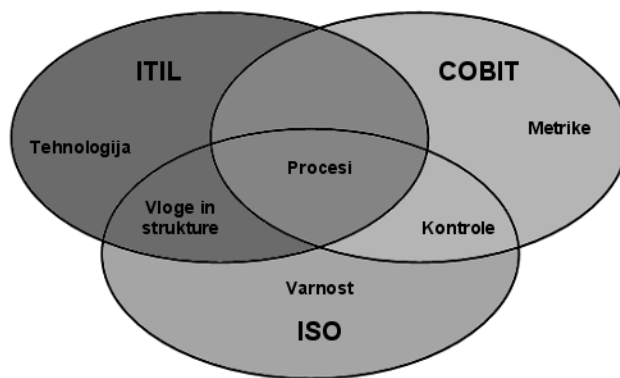 ITIL
COBIT
Metrike
Tehnologija
Procesi
Vloge in
strukture
Kontrole
Varnost
ISO